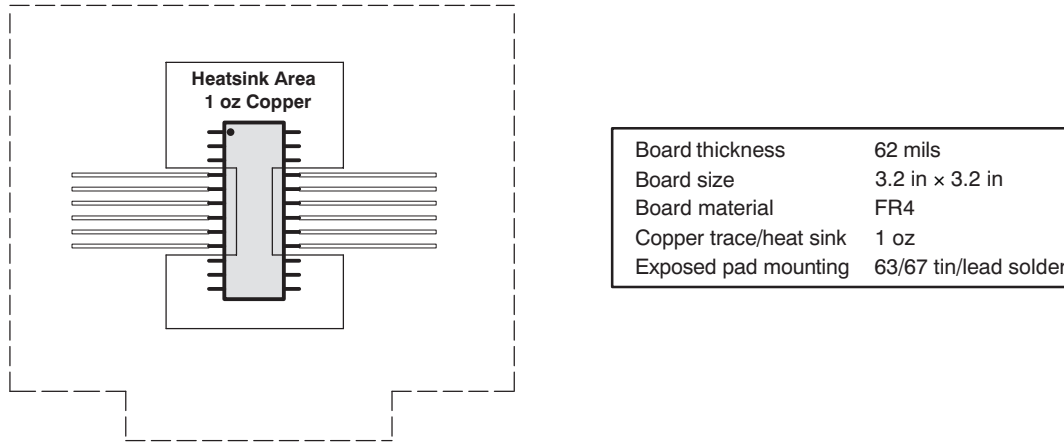 Heatsink Area
1 oz Copper
Board thickness 62 mils
Board size 3.2 in × 3.2 in
Board material FR4
Copper trace/heat sink 1 oz
Exposed pad mounting 63/67 tin/lead solder